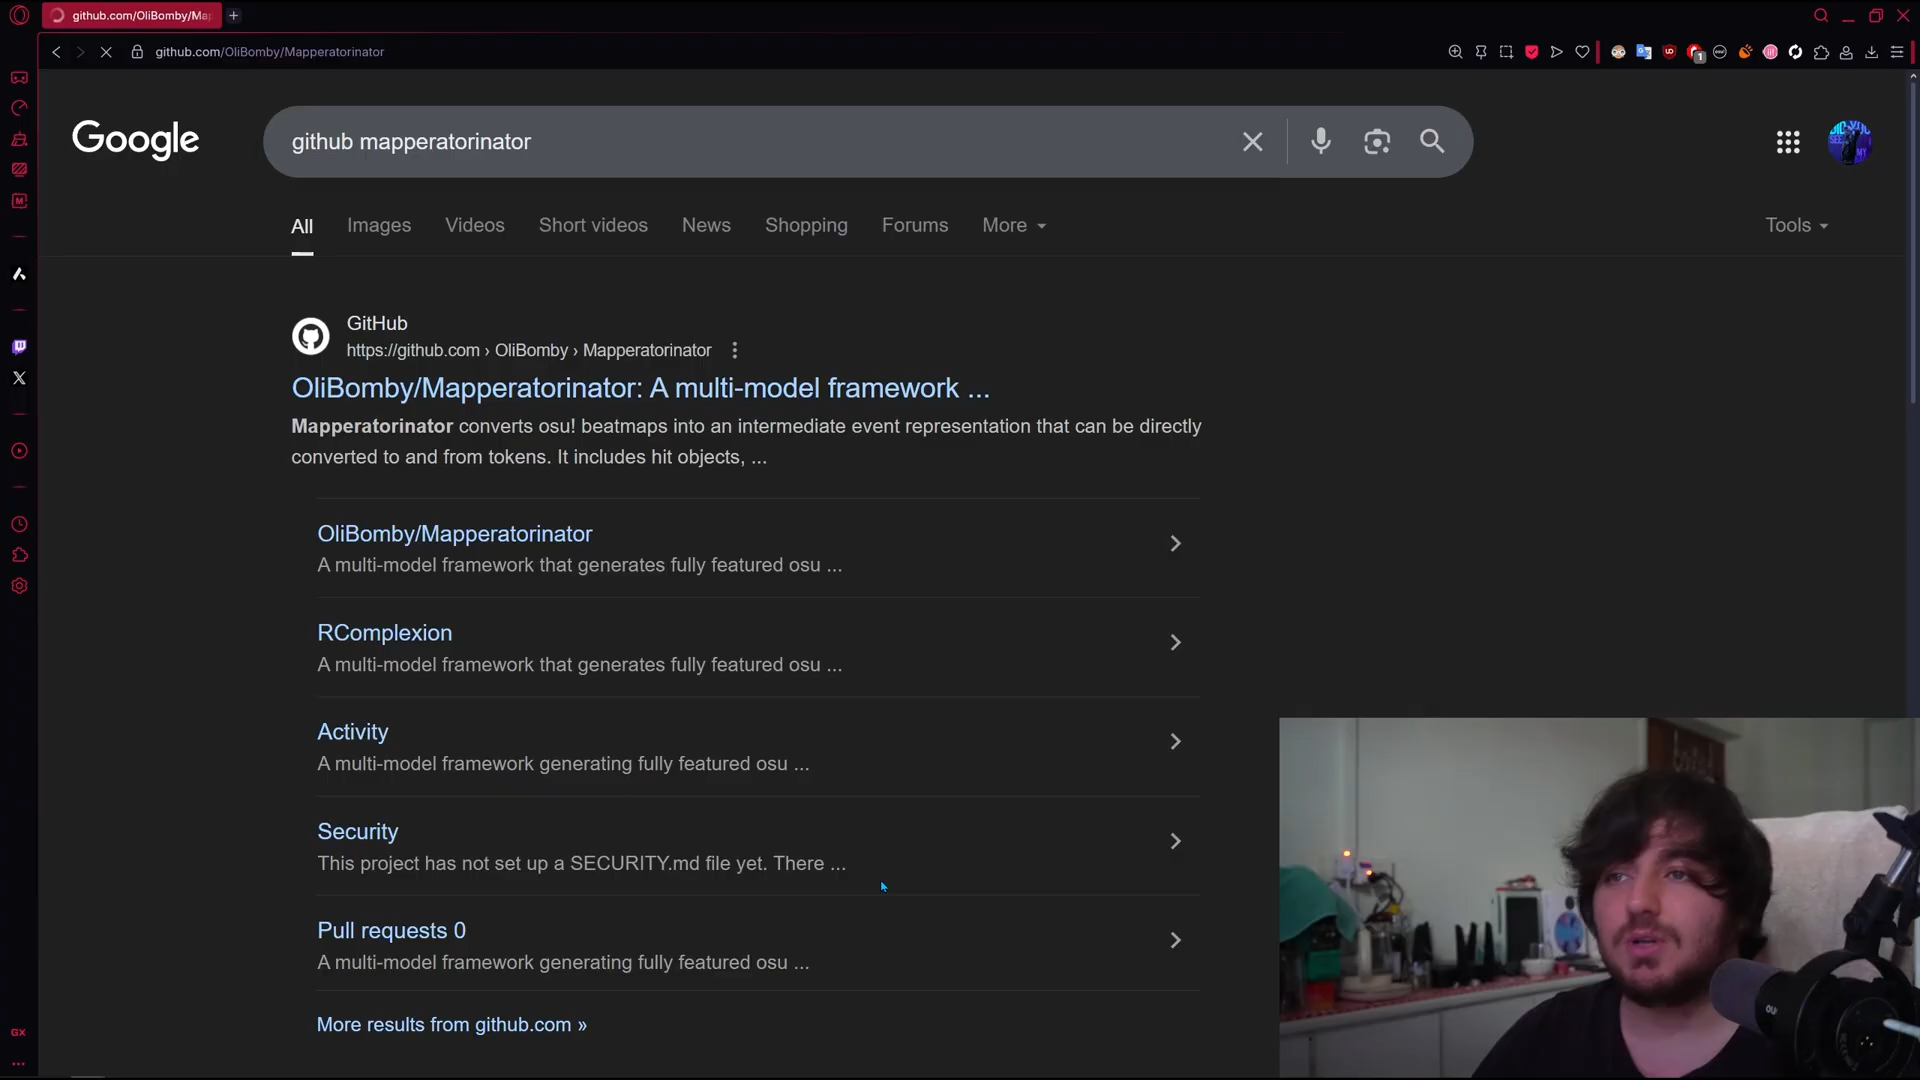 github.com/OliBomby/Ma
github.com/OliBomby/Mapperatorinator
1
Google
github mapperatorinator
All
Images
Videos
Short videos
News
Shopping
Forums
More
Tools
GitHub
https://github.com › OliBomby › Mapperatorinator
OliBomby/Mapperatorinator: A multi-model framework ...
Mapperatorinator converts osu! beatmaps into an intermediate event representation that can be directly
converted to and from tokens. It includes hit objects, ...
OliBomby/Mapperatorinator
A multi-model framework that generates fully featured osu ...
RComplexion
A multi-model framework that generates fully featured osu ...
Activity
A multi-model framework generating fully featured osu ...
Security
This project has not set up a SECURITY.md file yet. There ...
Pull requests 0
A multi-model framework generating fully featured osu ...
More results from github.com »
GX